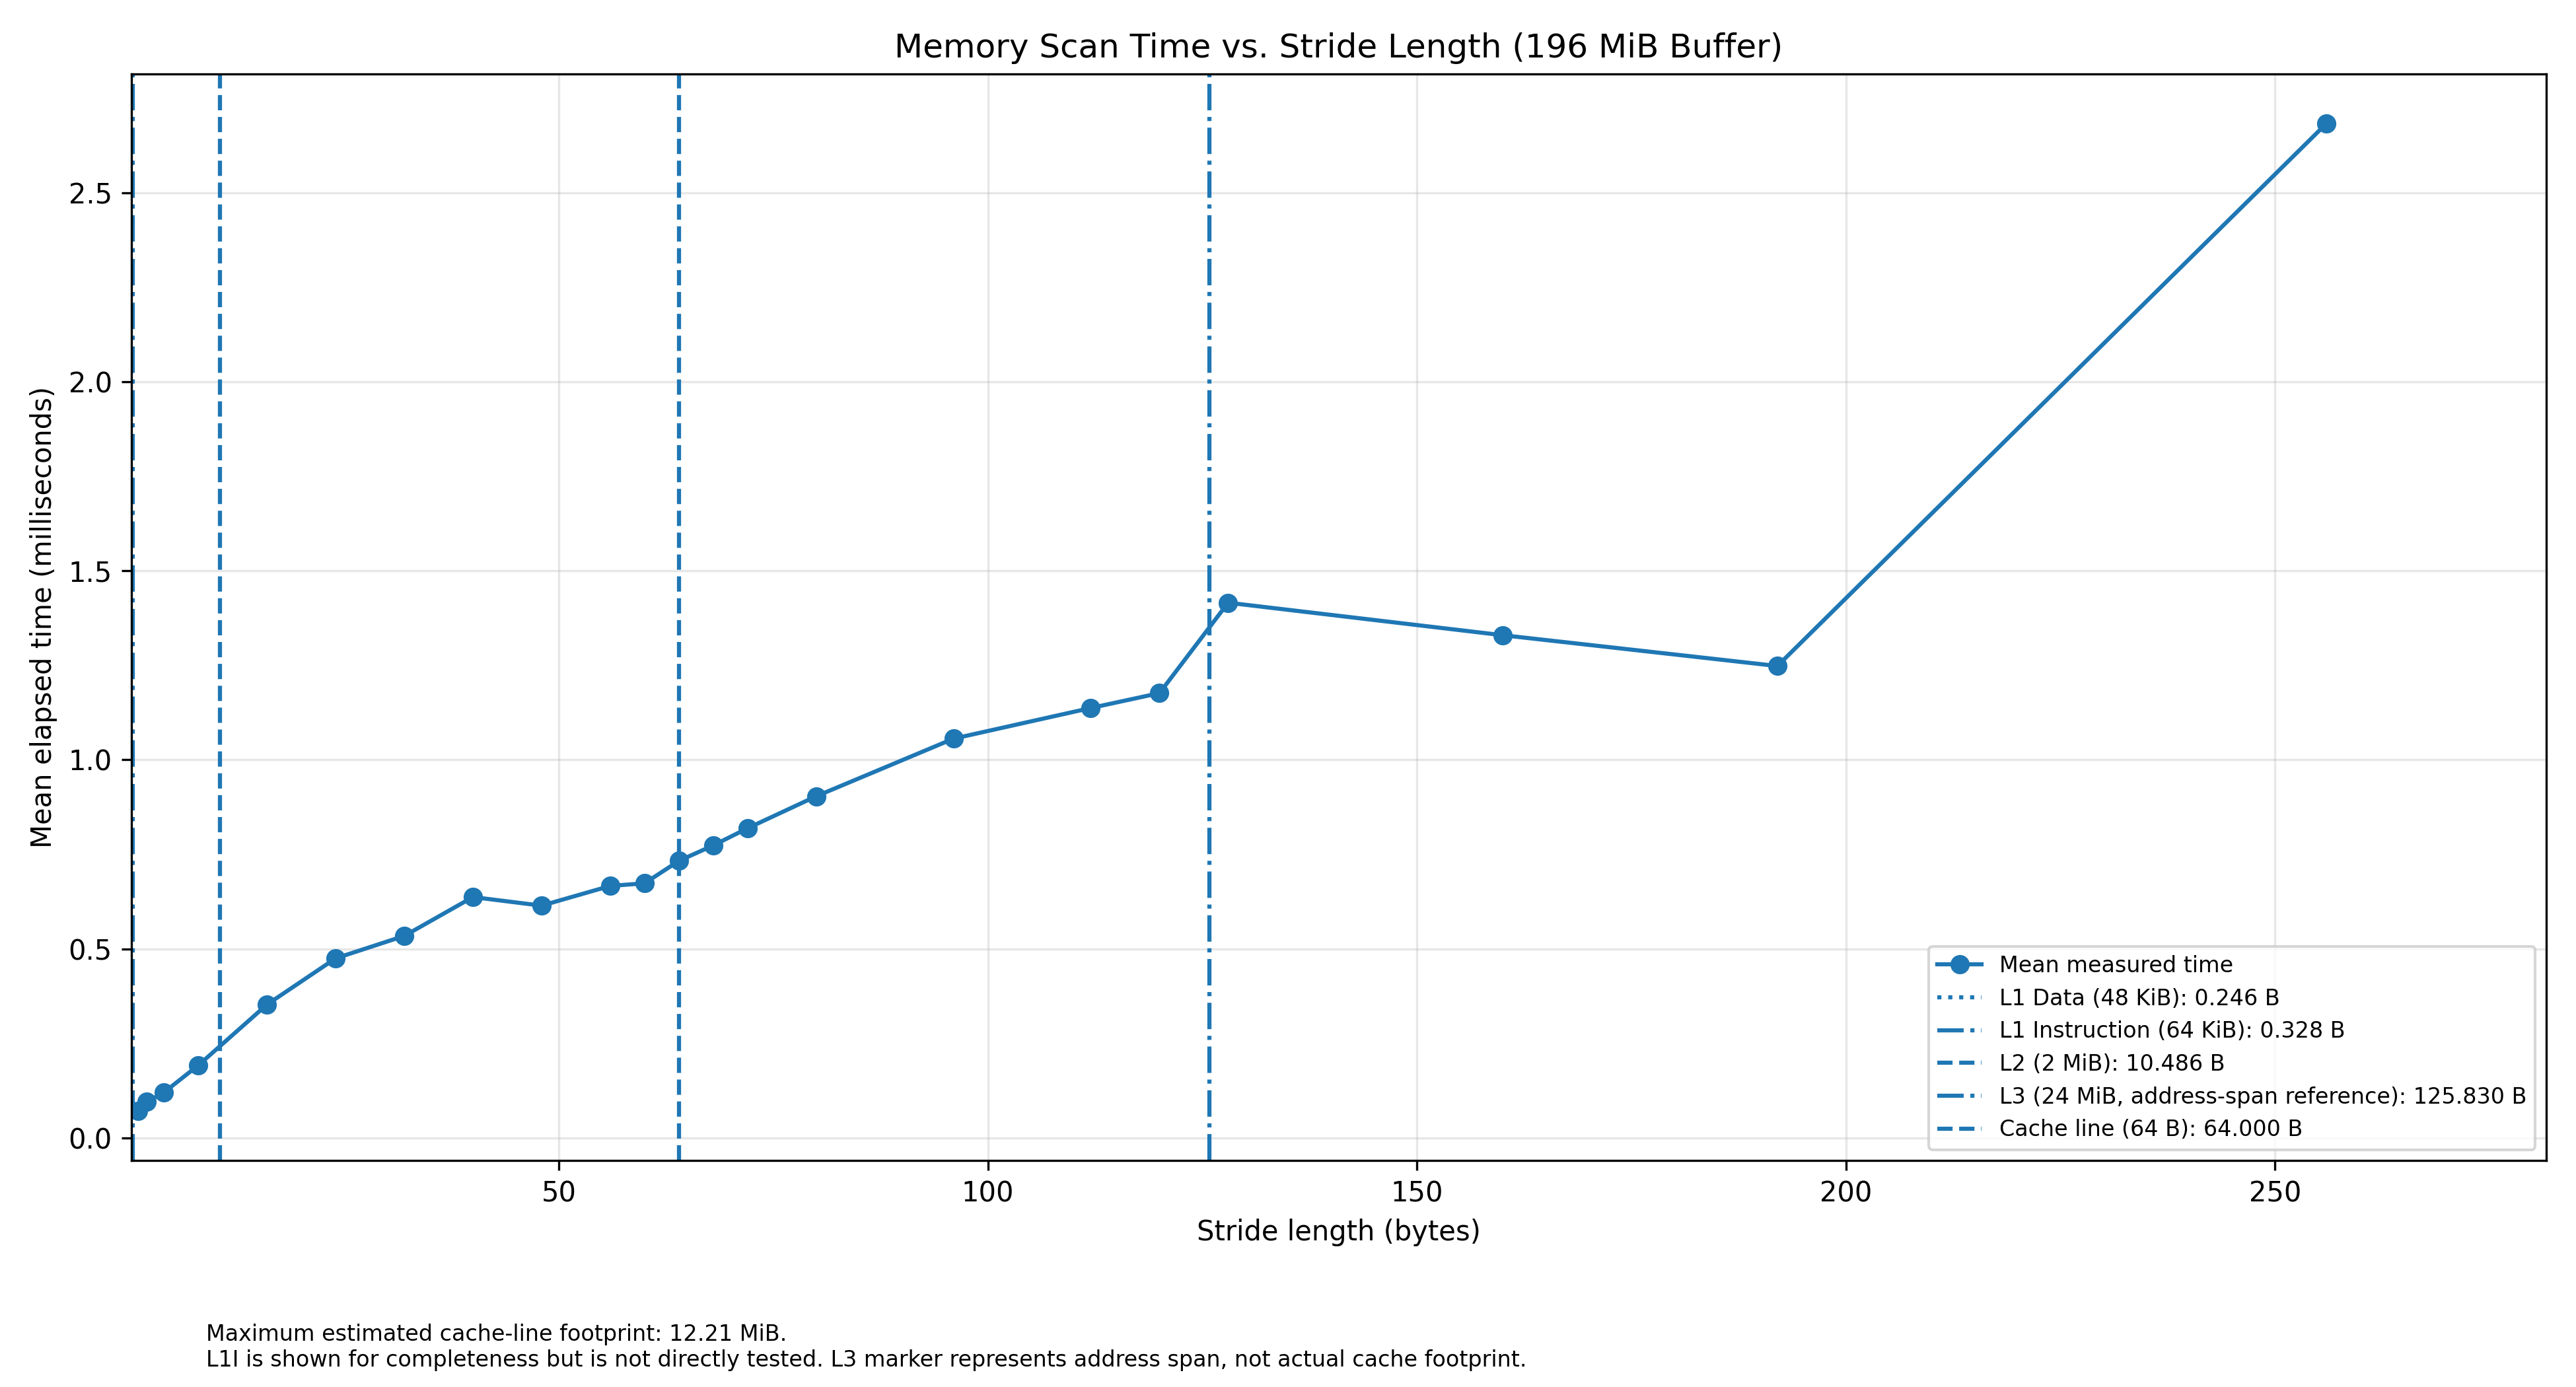 Memory Scan Time vs. Stride Length (196 MiB Buffer)
Mean elapsed time (milliseconds)
2.5
2.0
1.5
1.0
0.5
0.0
50
100
150
200
250
Stride length (bytes)
Mean measured time
L1 Data (48 KiB): 0.246 B
L1 Instruction (64 KiB): 0.328 B
L2 (2 MiB): 10.486 B
L3 (24 MiB, address-span reference): 125.830 B
Cache line (64 B): 64.000 B
Maximum estimated cache-line footprint: 12.21 MiB.
L1I is shown for completeness but is not directly tested. L3 marker represents address span, not actual cache footprint.